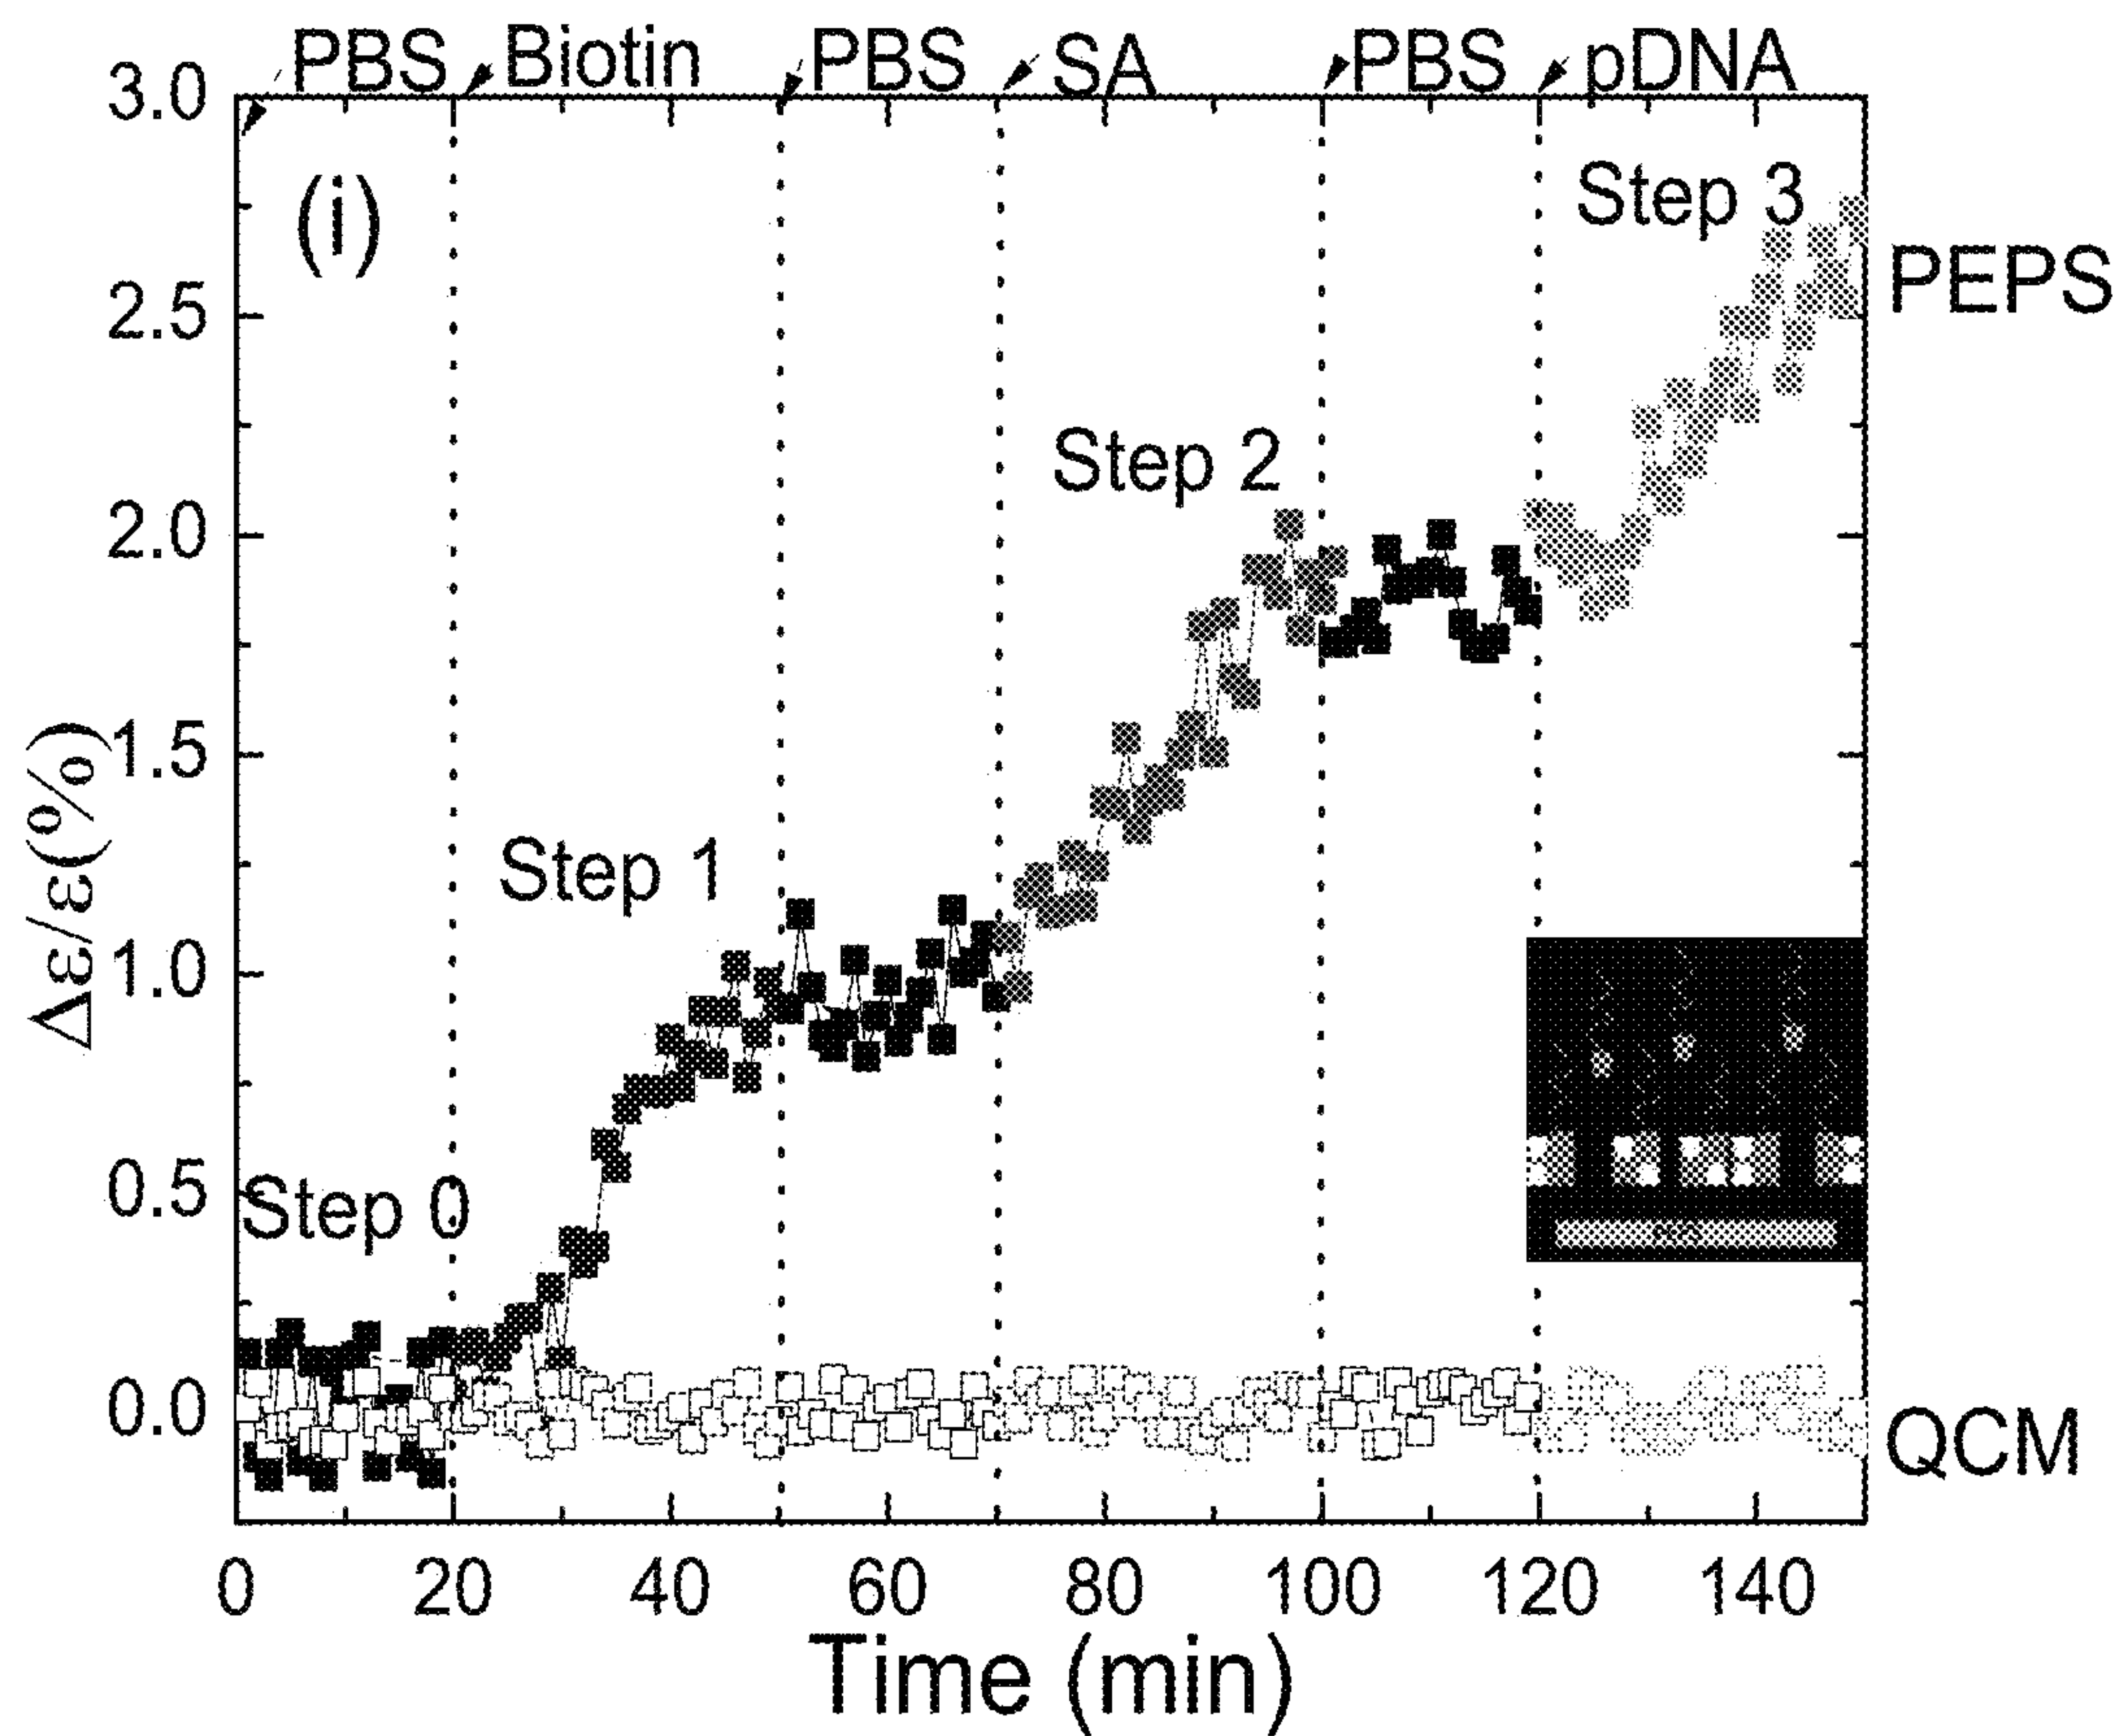 PBS Biotin PBS SA PBS pDNA
3.0
(i)
Step 3
PEPS
2.5
Step 2
2.0
Δε/ε(%)
1.5
Step 1
1.0
0.5
Step 0
0.0
QCM
0 20 40 60 80 100 120 140
Time (min)